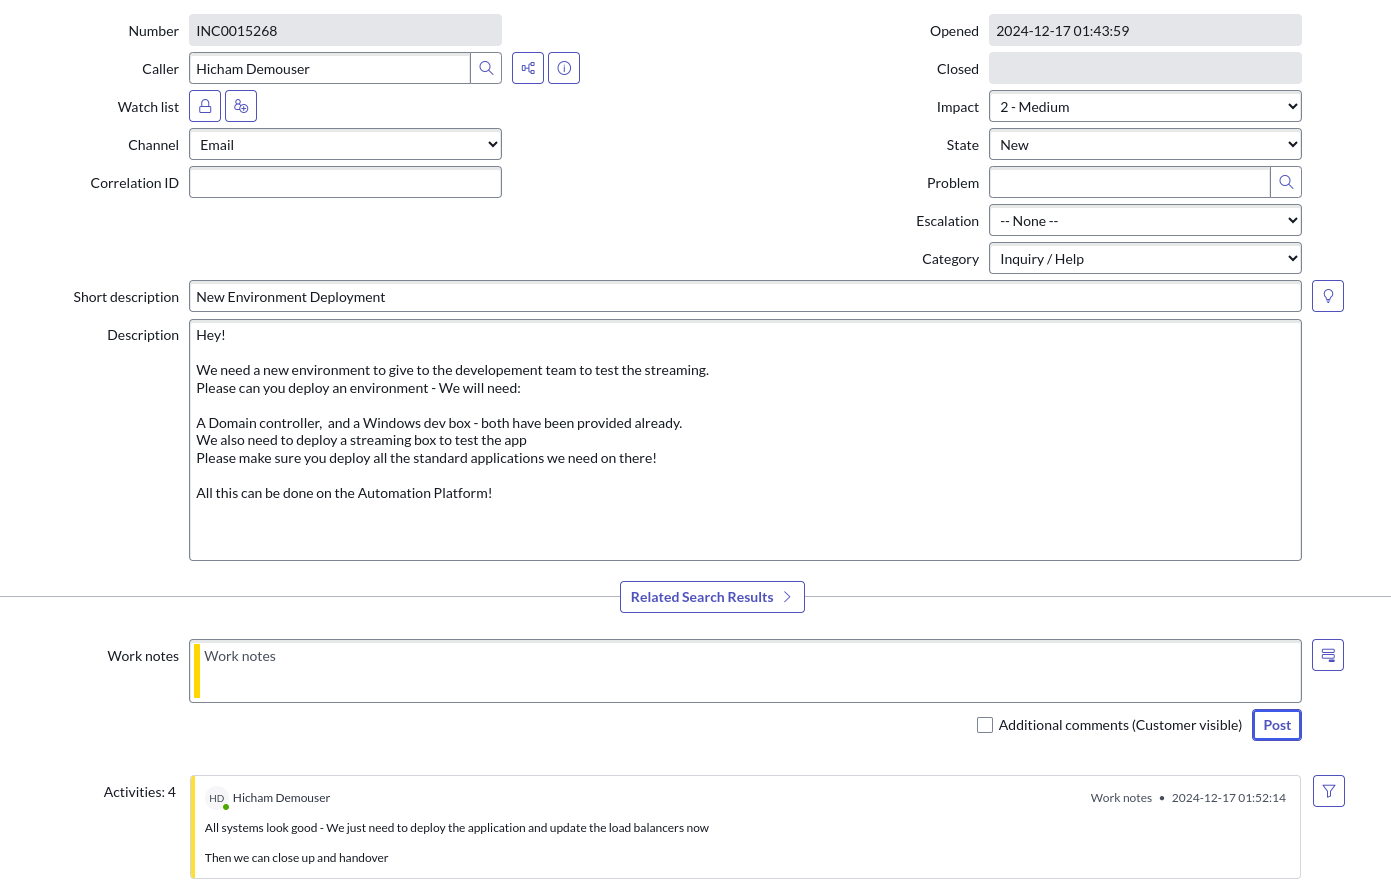 Number INC0015268
Opened 2024-12-17 01:43:59
Caller Hicham Demouser
Closed
Watch list
Impact 2 - Medium
Channel Email
State New
Correlation ID
Problem
Escalation -- None --
Category Inquiry / Help
Short description New Environment Deployment
Description Hey!
We need a new environment to give to the developement team to test the streaming.
Please can you deploy an environment - We will need:
A Domain controller,  and a Windows dev box - both have been provided already.
We also need to deploy a streaming box to test the app
Please make sure you deploy all the standard applications we need on there!
All this can be done on the Automation Platform!
Related Search Results
Work notes Work notes
Additional comments (Customer visible) Post
Activities: 4
HD Hicham Demouser Work notes • 2024-12-17 01:52:14
All systems look good - We just need to deploy the application and update the load balancers now
Then we can close up and handover